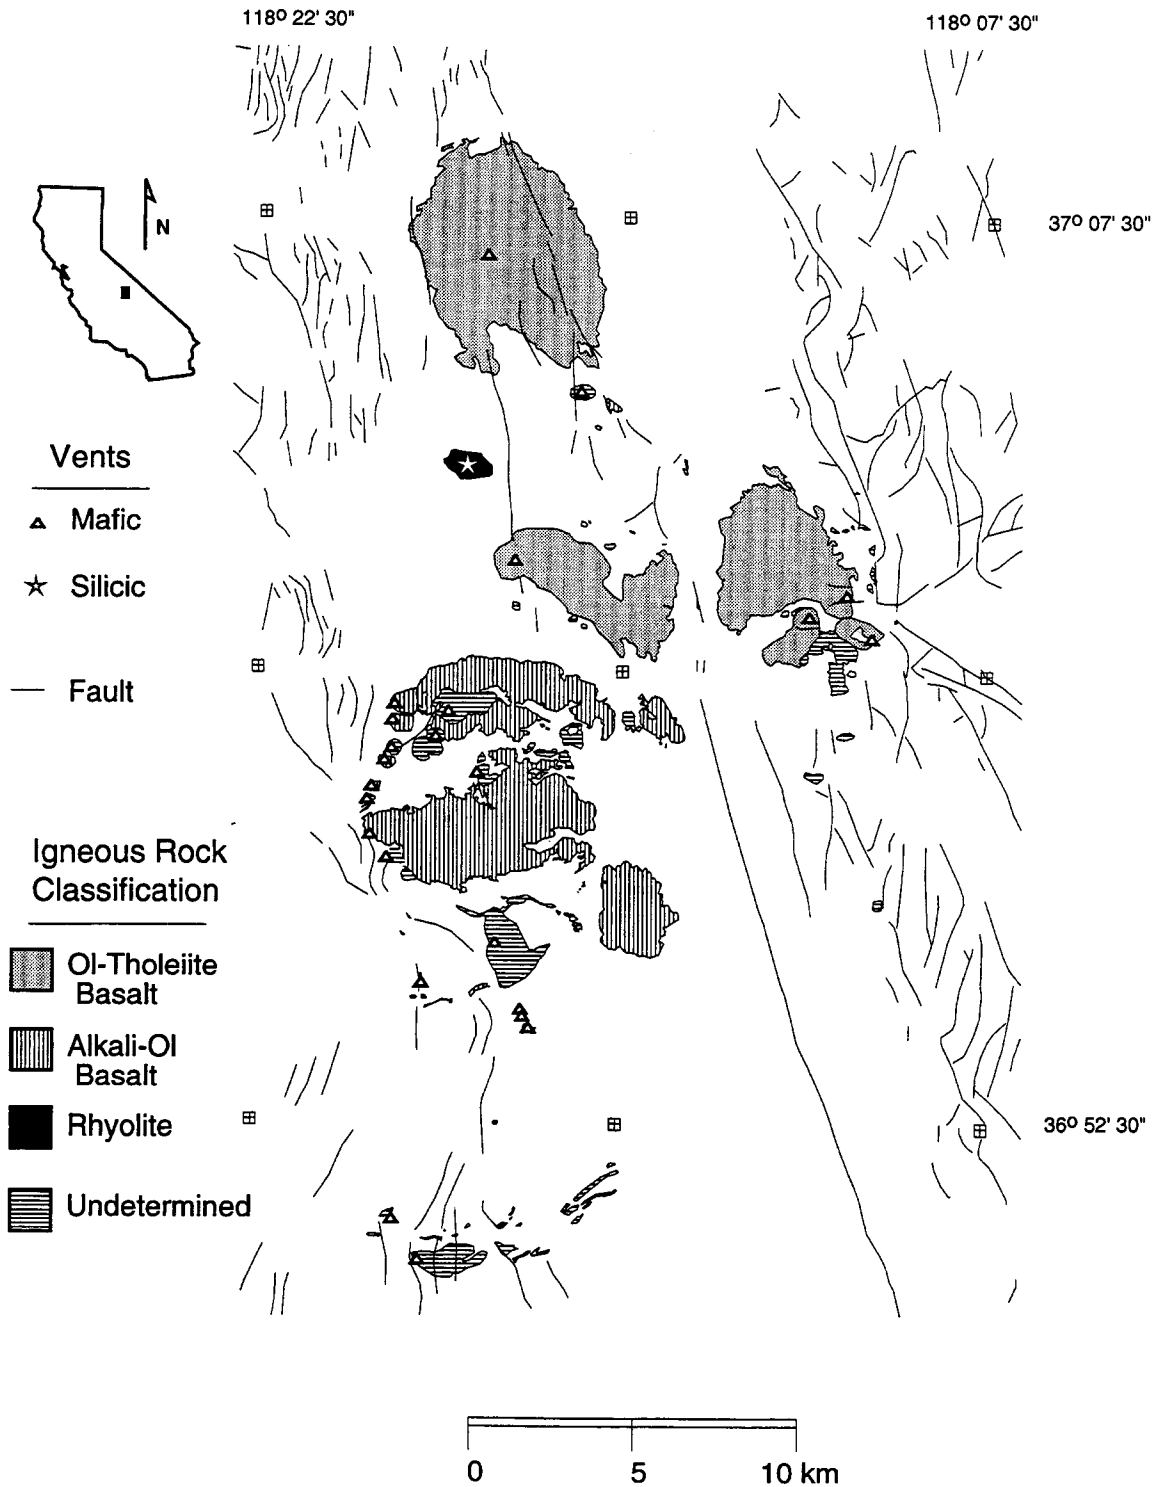 118° 22' 30"
118° 07' 30"
N
37° 07' 30"
Vents
Mafic
Silicic
Fault
Igneous Rock
Classification
Ol-Tholeiite
Basalt
Alkali-Ol
Basalt
Rhyolite
36° 52' 30"
Undetermined
0 5 10 km